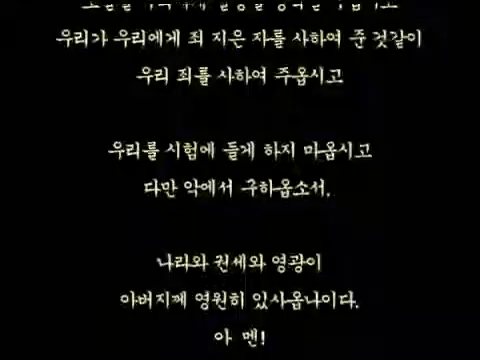 우리가 우리에게 죄 지은 자를 사하여 준 것같이
우리 죄를 사하여 주옵시고
우리를 시험에 들게 하지 마옵시고
다만 악에서 구하옵소서.
나라와 권세와 영광이
아버지께 영원히 있사옵나이다.
아 멘!